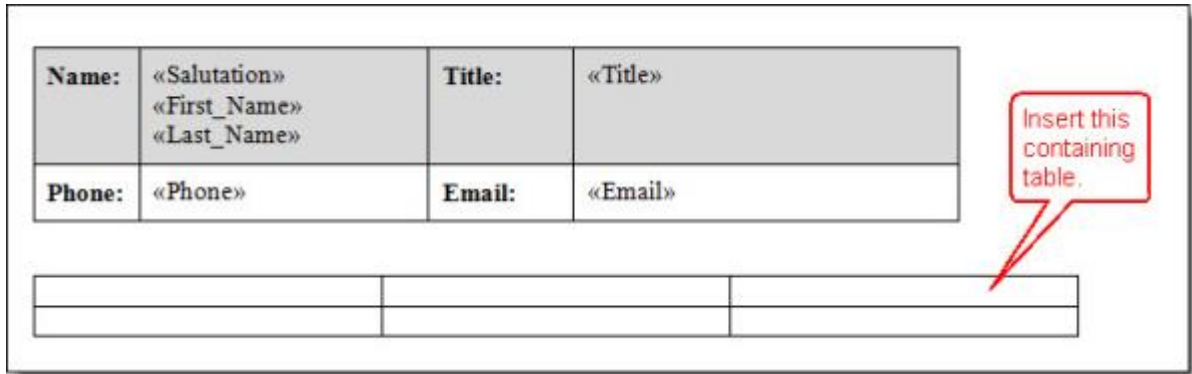 Name: «Salutation» Title: «Title»
«First_Name»
«Last_Name»
Phone: «Phone» Email: «Email»
Insert this
containing
table.